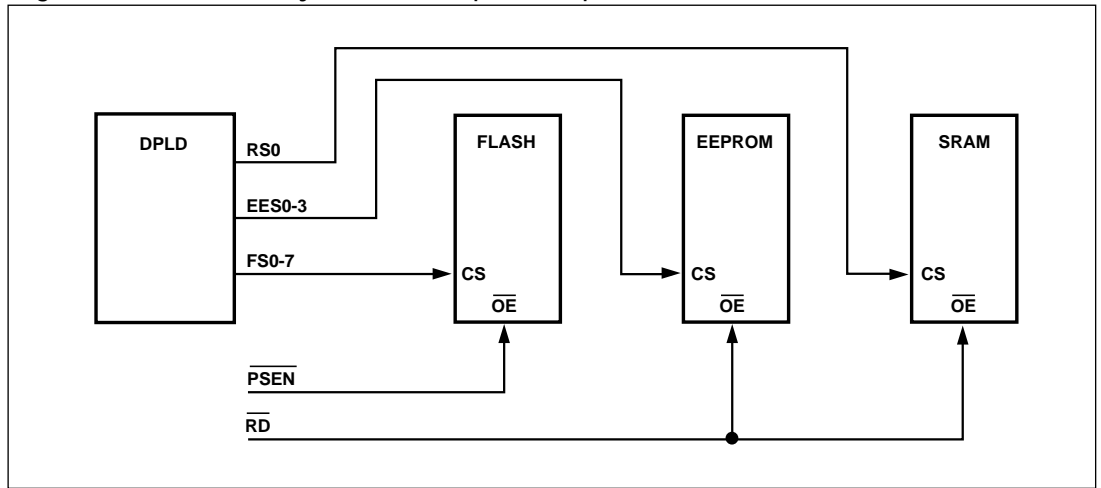 DPLD
RS0
EES0-3
FS0-7
FLASH
CS
OE
EEPROM
CS
OE
SRAM
CS
OE
PSEN
RD